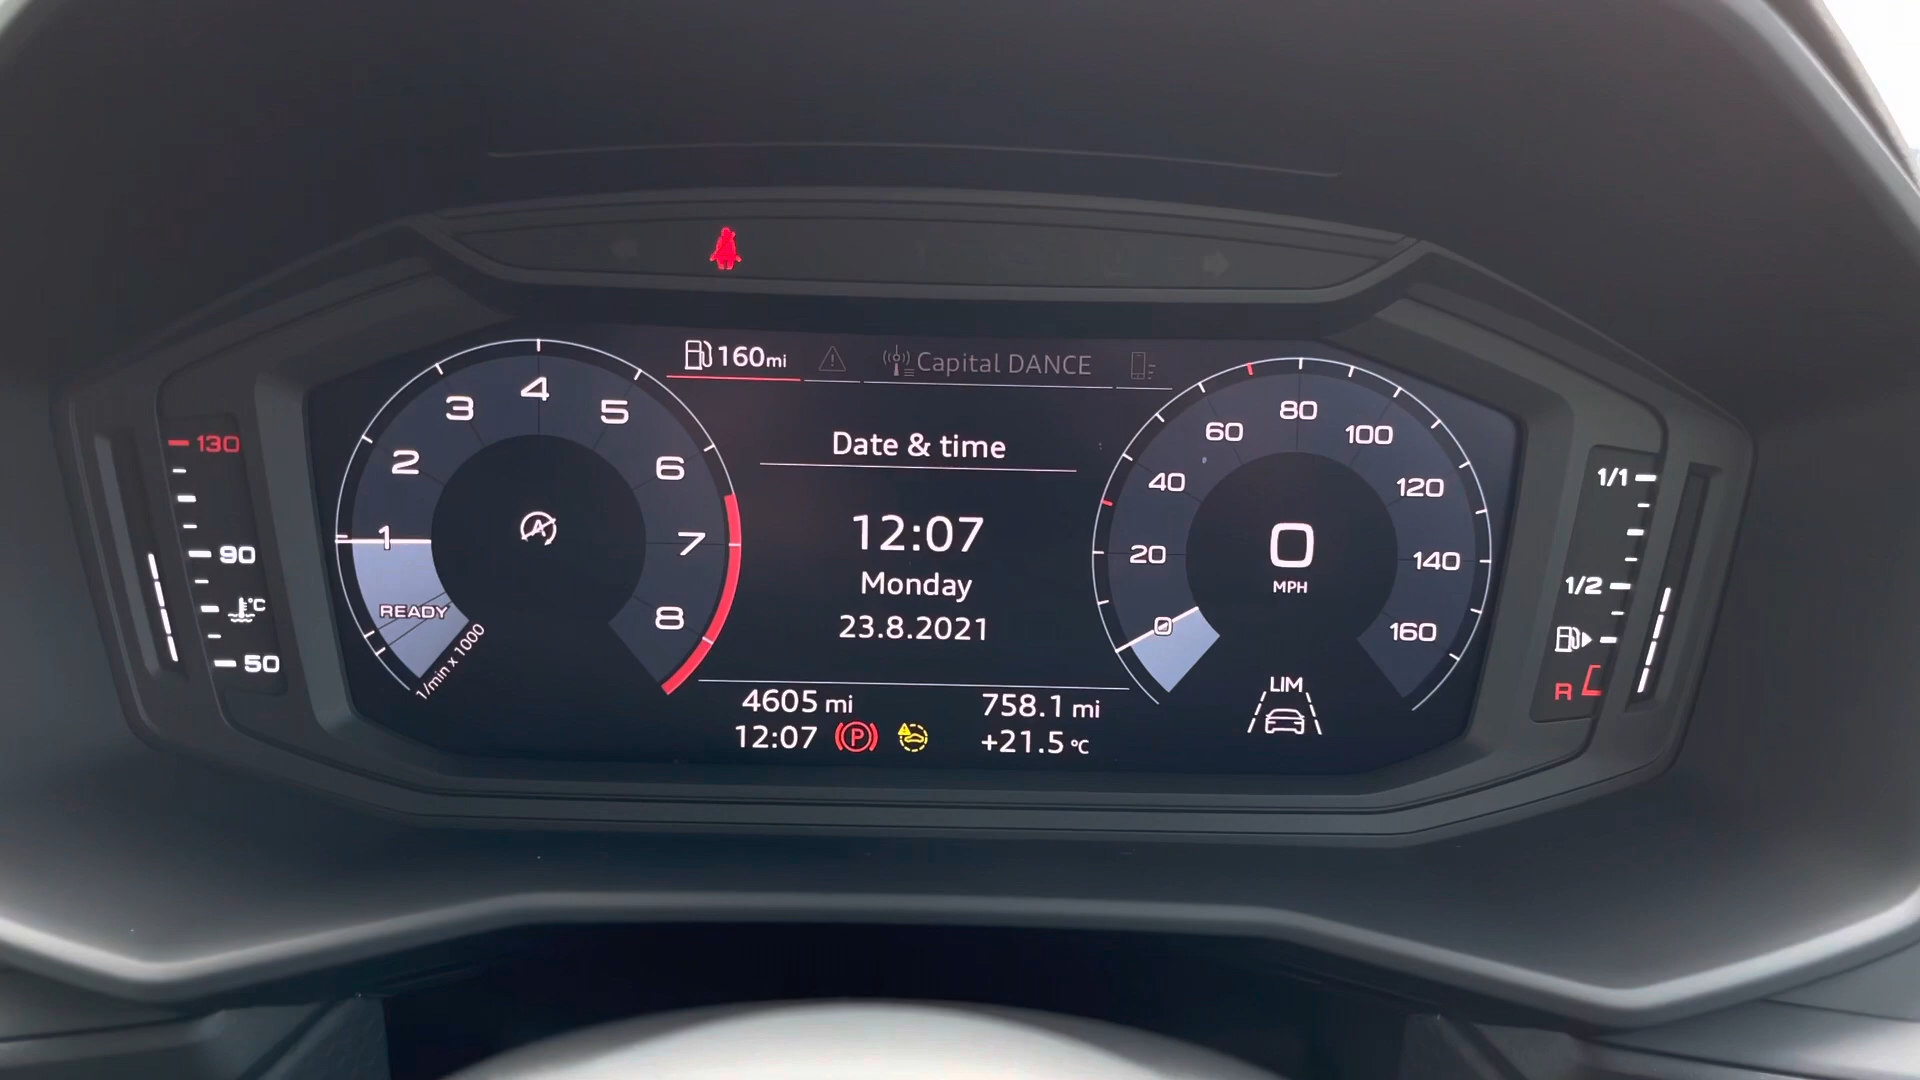 160mi
Capital DANCE
Date & time
12:07
Monday
23.8.2021
4605 mi
758.1 mi
12:07
P
+21.5 °C
130
90
°C
50
1
2
3
4
5
6
7
8
READY
1/min x 1000
A
0
20
40
60
80
100
120
140
160
0
MPH
LIM
1/1
1/2
R